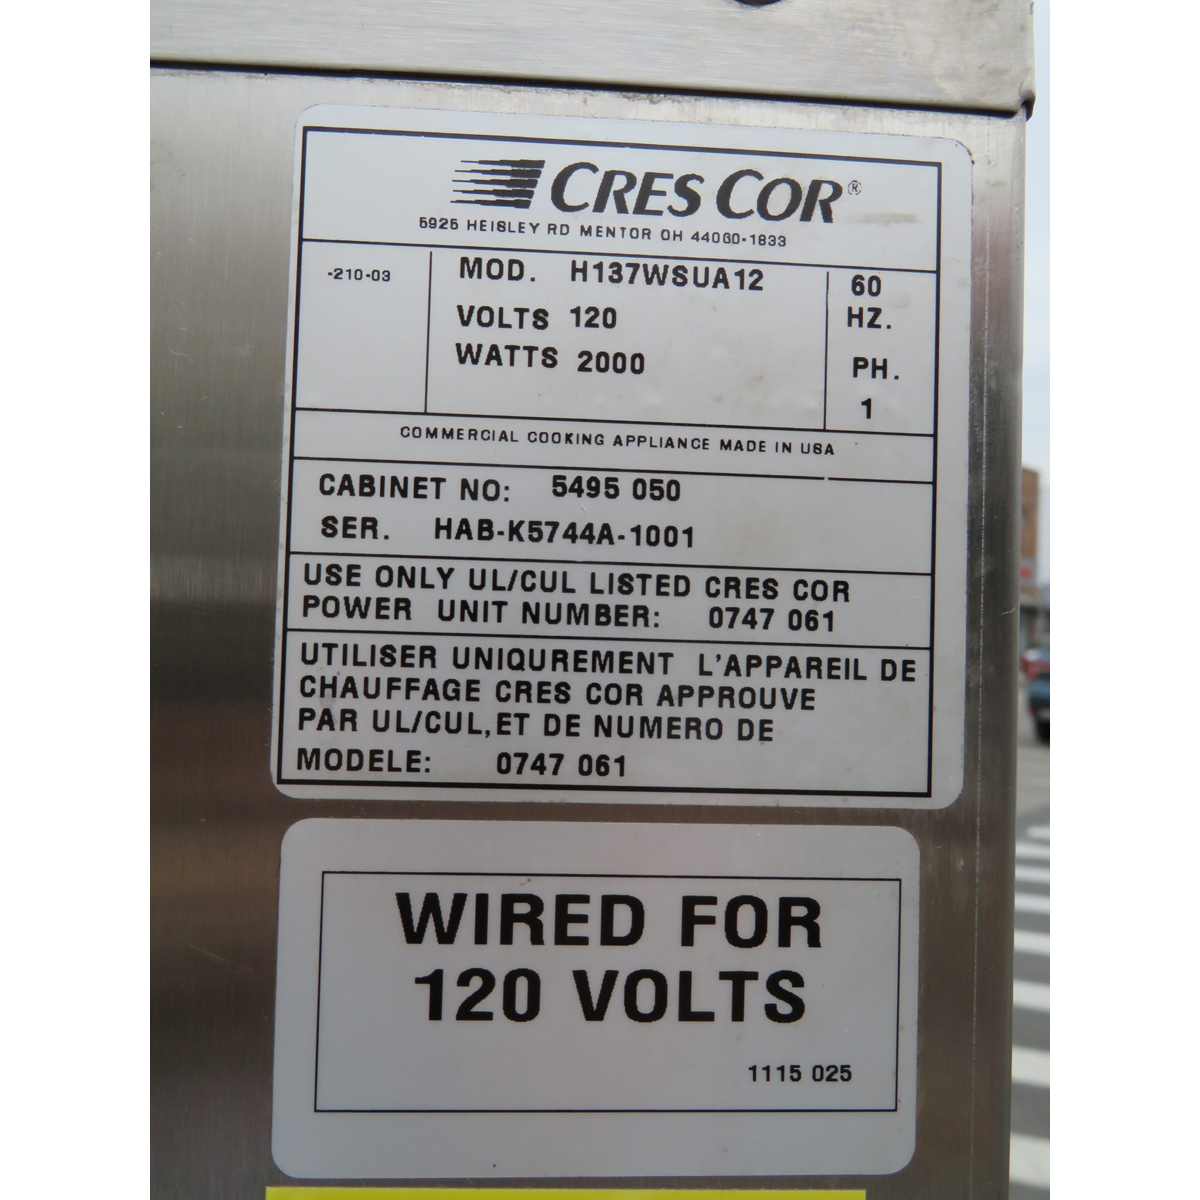 CRES COR®
5925 HEISLEY RD MENTOR OH 44060-1833
-210-03
MOD. H137WSUA12
VOLTS 120
WATTS 2000
60
HZ.
PH.
1
COMMERCIAL COOKING APPLIANCE MADE IN USA
CABINET NO: 5495 050
SER. HAB-K5744A-1001
USE ONLY UL/CUL LISTED CRES COR
POWER UNIT NUMBER: 0747 061
UTILISER UNIQUREMENT L'APPAREIL DE
CHAUFFAGE CRES COR APPROUVE
PAR UL/CUL, ET DE NUMERO DE
MODELE: 0747 061
WIRED FOR
120 VOLTS
1115 025